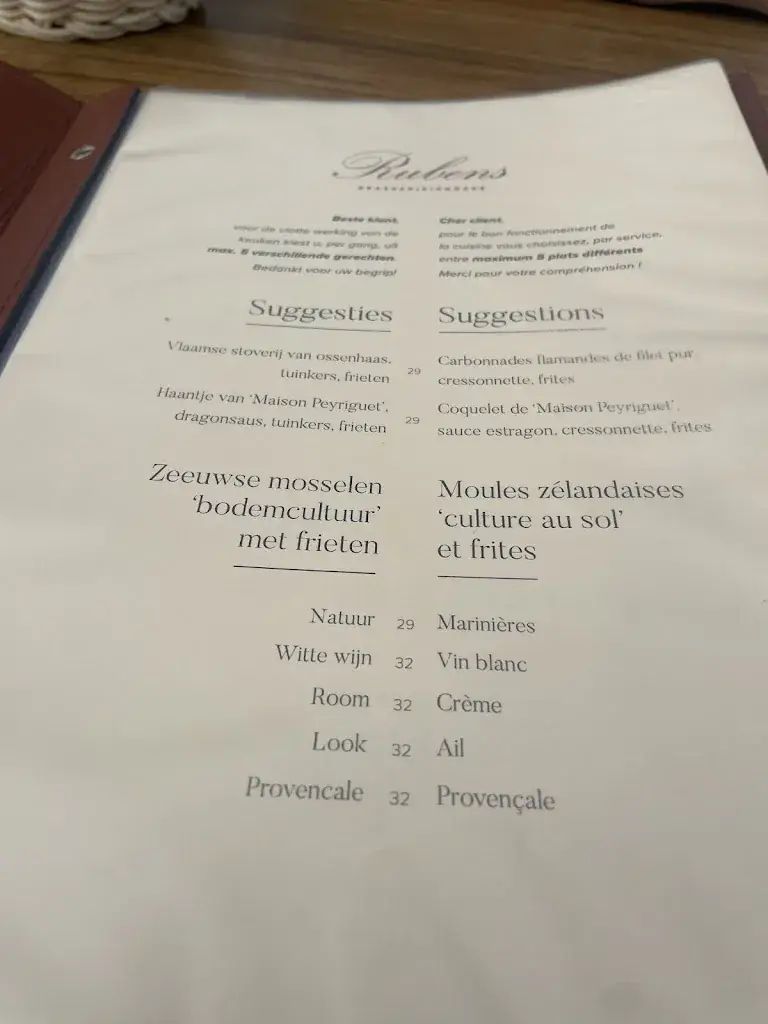 Rubens
Beste klant,
voor de vlotte werking van de
keuken kiest u, per gang, uit
max. 5 verschillende gerechten.
Bedankt voor uw begrip!
Cher client,
pour le bon fonctionnement de
la cuisine vous choisissez, par service,
entre maximum 5 plats différents
Merci pour votre compréhension !
Suggesties
Suggestions
Vlaamse stoverij van ossenhaas,
tuinkers, frieten
29
Carbonnades flamandes de filet pur
cressonnette, frites
Haantje van ‘Maison Peyriguet’,
dragonsaus, tuinkers, frieten
29
Coquelet de ‘Maison Peyriguet’,
sauce estragon, cressonnette, frites
Zeeuwse mosselen
‘bodemcultuur’
met frieten
Moules zélandaises
‘culture au sol’
et frites
Natuur 29 Marinières
Witte wijn 32 Vin blanc
Room 32 Crème
Look 32 Ail
Provencale 32 Provençale